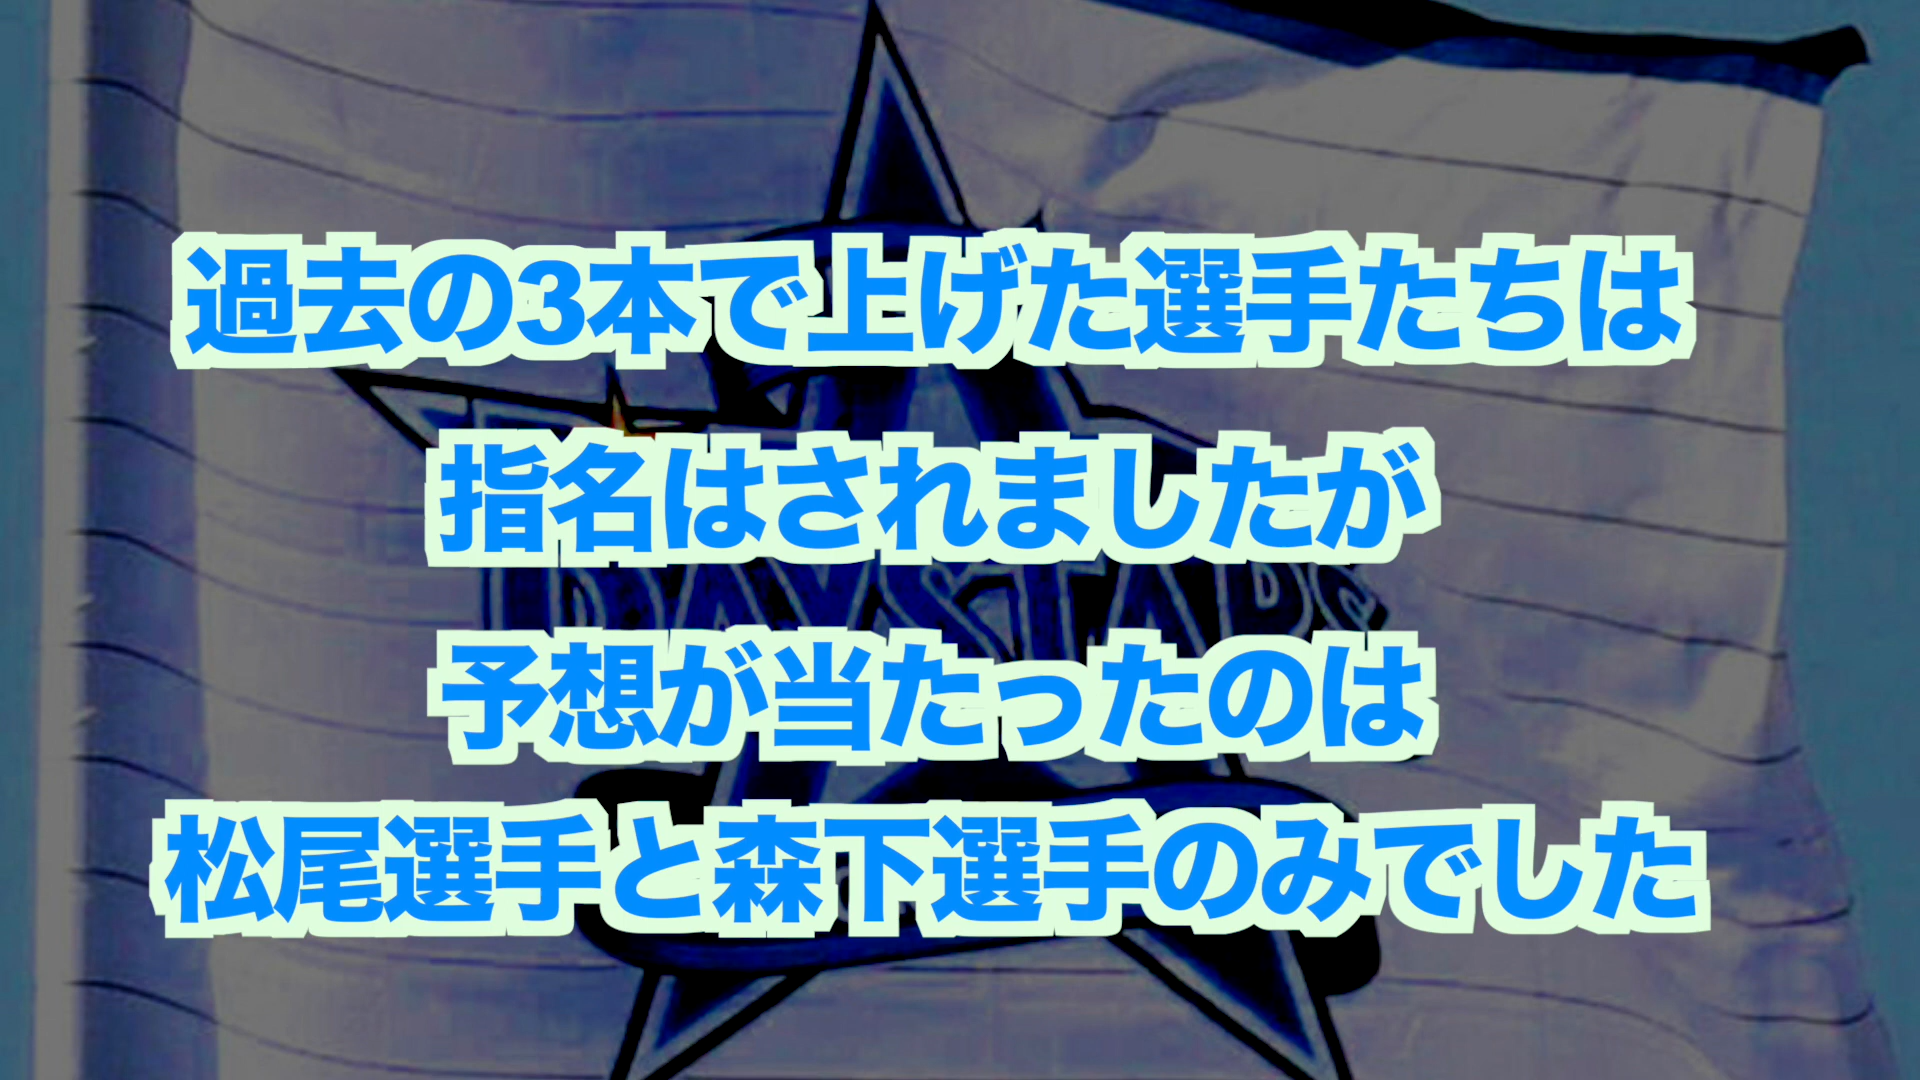 過去の3本で上げた選手たちは
指名はされましたが
BAYSTARS
予想が当たったのは
松尾選手と森下選手のみでした